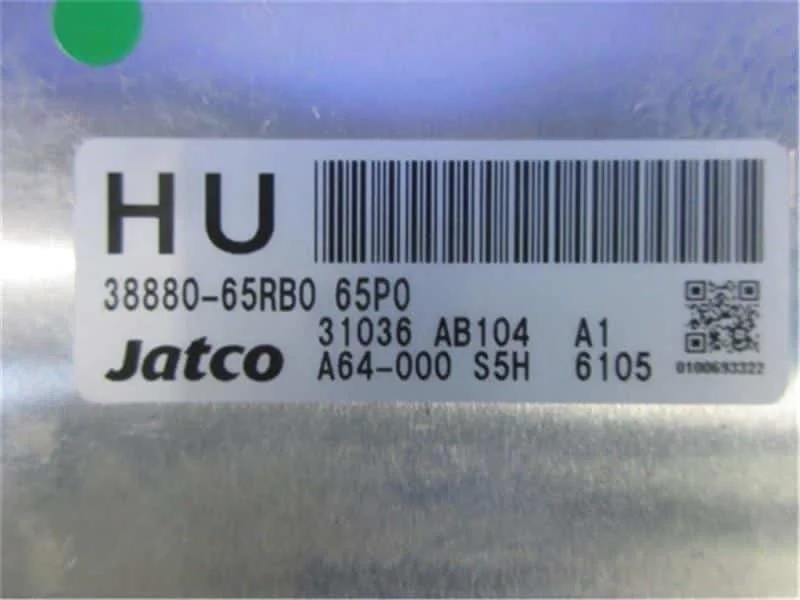 HU
38880-65RB0 65P0
31036 AB104 A1
Jatco A64-000 S5H 6105
0100693322